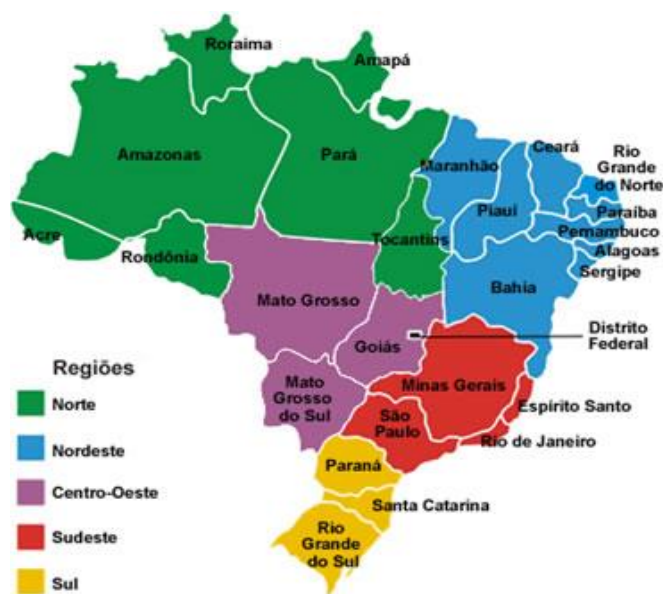 Roraima
Amapá
Amazonas
Pará
Maranhão
Ceará
Rio
Grande
do Norte
Piauí
Paraíba
Pernambuco
Alagoas
Sergipe
Acre
Rondônia
Tocantins
Bahia
Mato Grosso
Goiás
Distrito
Federal
Mato
Grosso
do Sul
Minas Gerais
Espírito Santo
São
Paulo
Rio de Janeiro
Paraná
Santa Catarina
Rio
Grande
do Sul
Regiões
Norte
Nordeste
Centro-Oeste
Sudeste
Sul